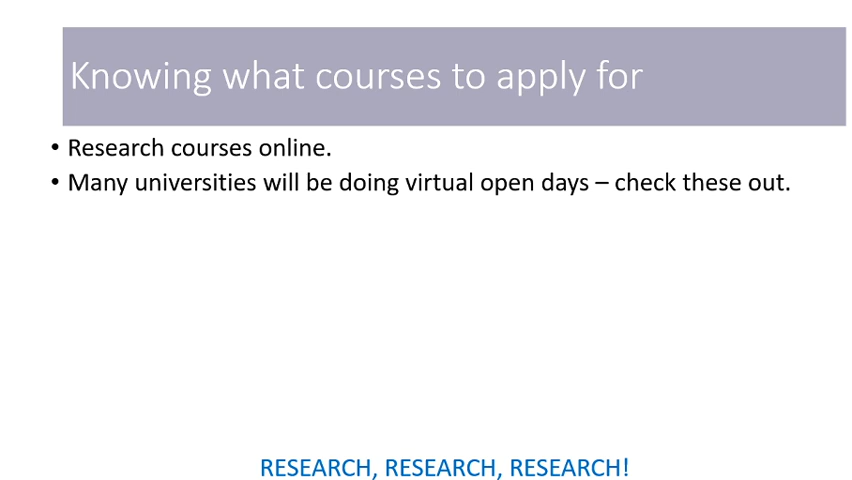 Knowing what courses to apply for
• Research courses online.
• Many universities will be doing virtual open days – check these out.
RESEARCH, RESEARCH, RESEARCH!